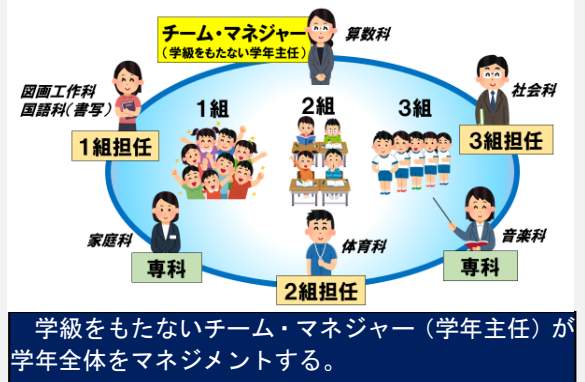 チーム・マネジャー
（学級をもたない学年主任）
算数科
図画工作科
国語科（書写）
社会科
1組
2組
3組
1組担任
3組担任
家庭科
体育科
音楽科
専科
専科
2組担任
学級をもたないチーム・マネジャー（学年主任）が
学年全体をマネジメントする。